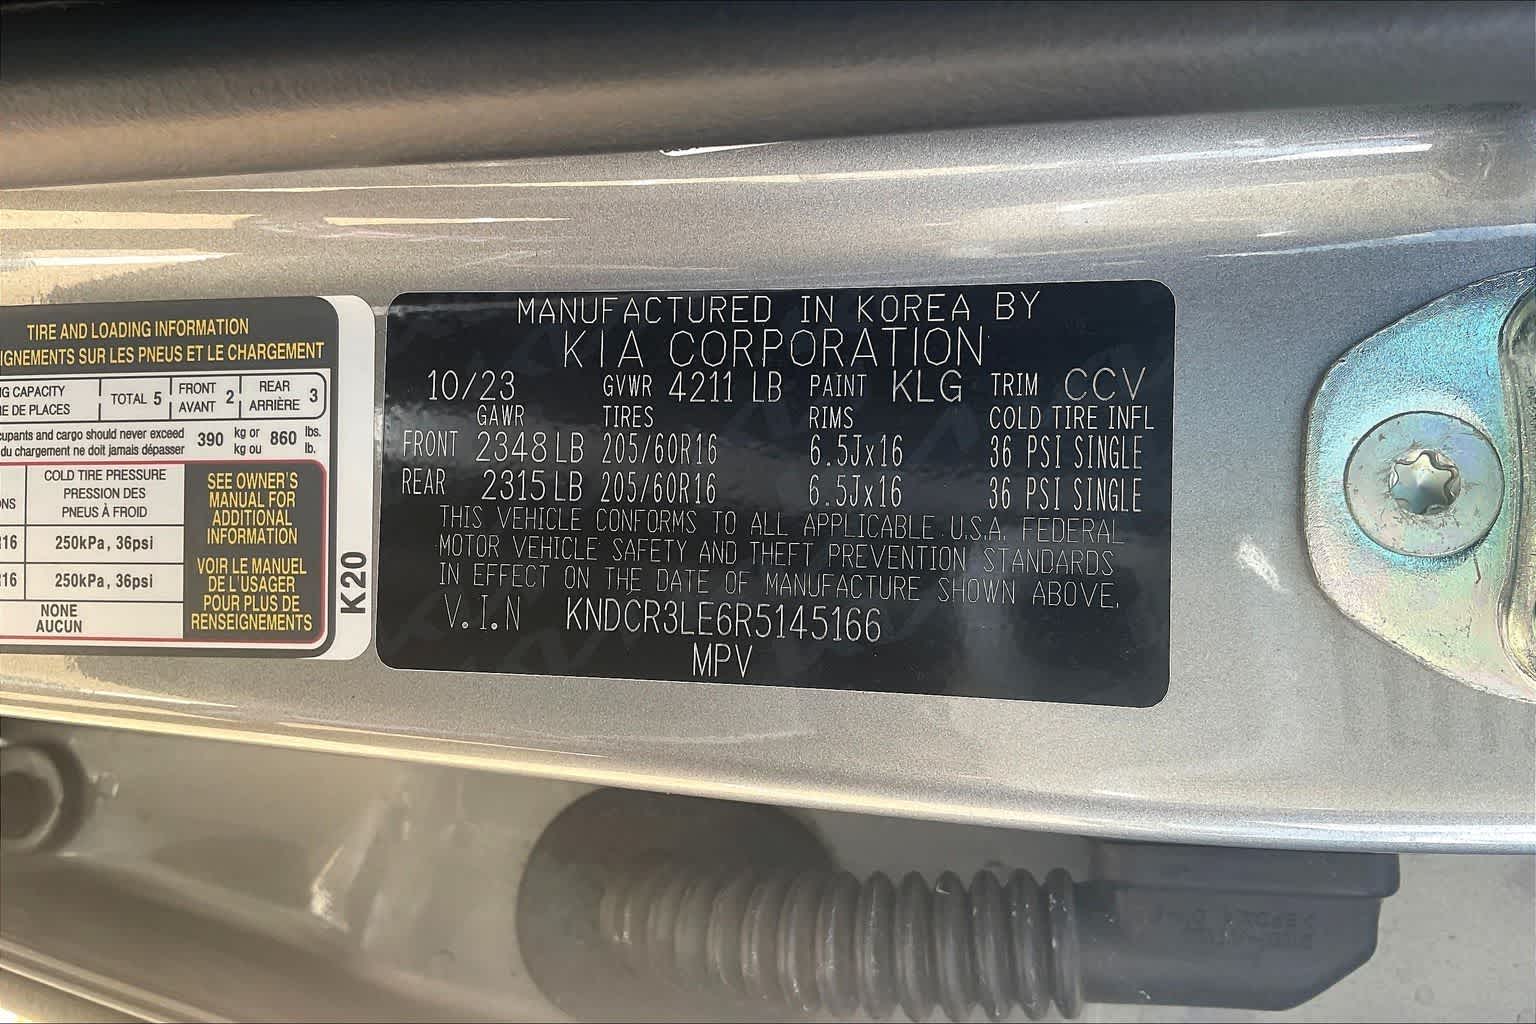 TIRE AND LOADING INFORMATION
IGNEMENTS SUR LES PNEUS ET LE CHARGEMENT
NG CAPACITY
RE DE PLACES
TOTAL 5
FRONT
AVANT
2
REAR
ARRIÈRE
3
cupants and cargo should never exceed
du chargement ne doit jamais dépasser
390
kg or
kg ou
860
lbs.
lb.
COLD TIRE PRESSURE
PRESSION DES
PNEUS À FROID
ONS
R16
250kPa, 36psi
R16
250kPa, 36psi
NONE
AUCUN
SEE OWNER'S
MANUAL FOR
ADDITIONAL
INFORMATION
VOIR LE MANUEL
DE L'USAGER
POUR PLUS DE
RENSEIGNEMENTS
K20
MANUFACTURED IN KOREA BY
KIA CORPORATION
10/23 GVWR 4211 LB PAINT KLG TRIM CCV
GAWR TIRES RIMS COLD TIRE INFL
FRONT 2348 LB 205/60R16 6.5Jx16 36 PSI SINGLE
REAR 2315 LB 205/60R16 6.5Jx16 36 PSI SINGLE
THIS VEHICLE CONFORMS TO ALL APPLICABLE U.S.A. FEDERAL
MOTOR VEHICLE SAFETY AND THEFT PREVENTION STANDARDS
IN EFFECT ON THE DATE OF MANUFACTURE SHOWN ABOVE.
V.I.N KNDCR3LE6R5145166
MPV